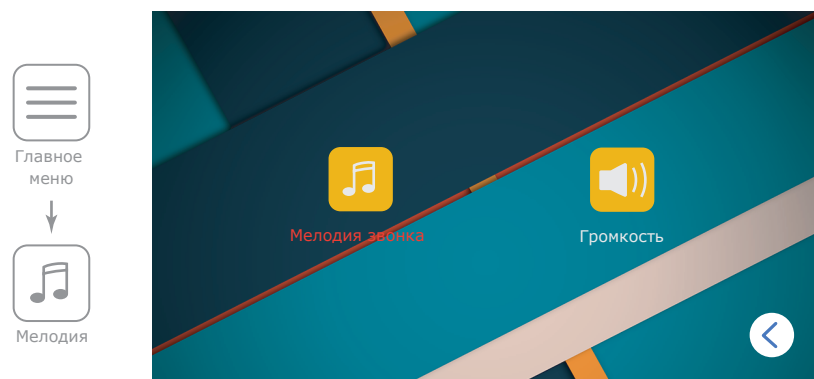 Главное
меню
Мелодия
Мелодия звонка
Громкость